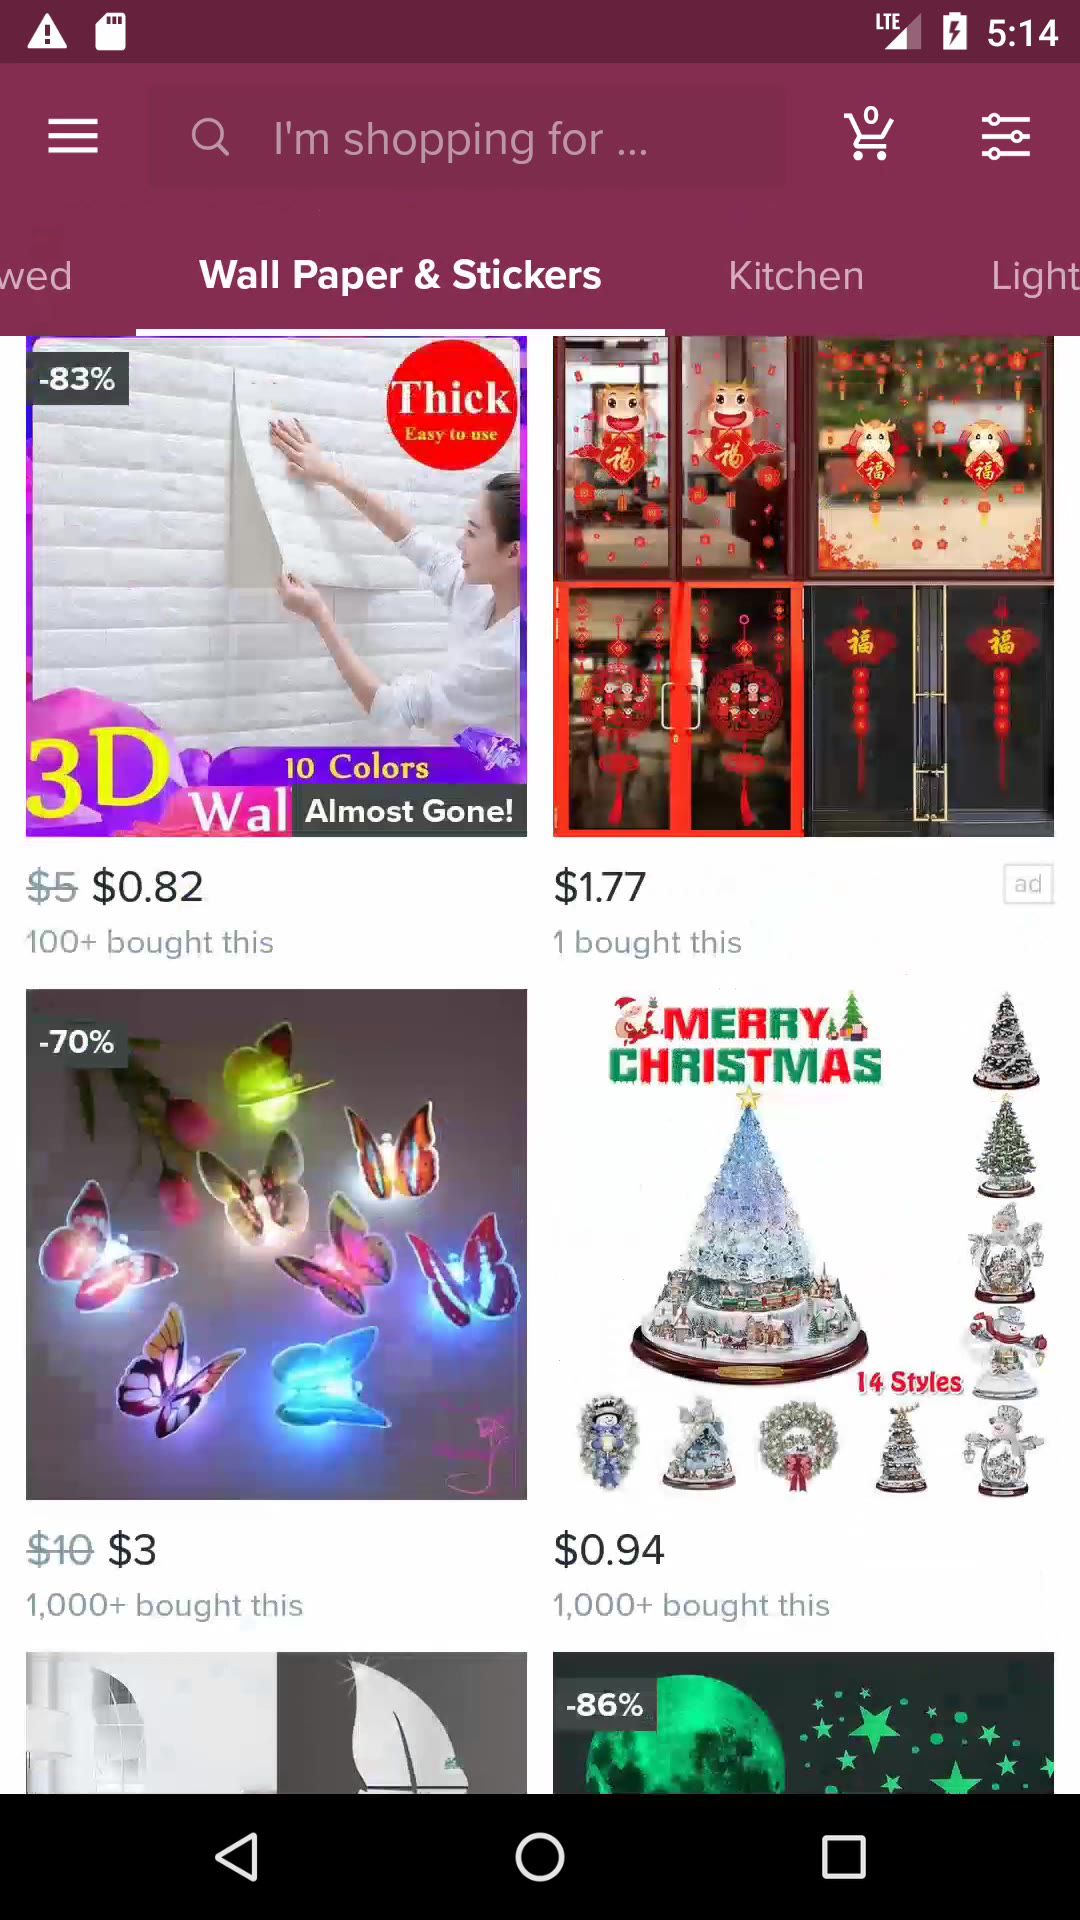 LTE 5:14
I'm shopping for ...
0
wed Wall Paper & Stickers Kitchen Light
-83%
Thick
Easy to use
3D
10 Colors
Wal
Almost Gone!
福 福 福 福
福 福
$5 $0.82
100+ bought this
$1.77
ad
1 bought this
-70%
MERRY
CHRISTMAS
14 Styles
$10 $3
1,000+ bought this
$0.94
1,000+ bought this
-86%